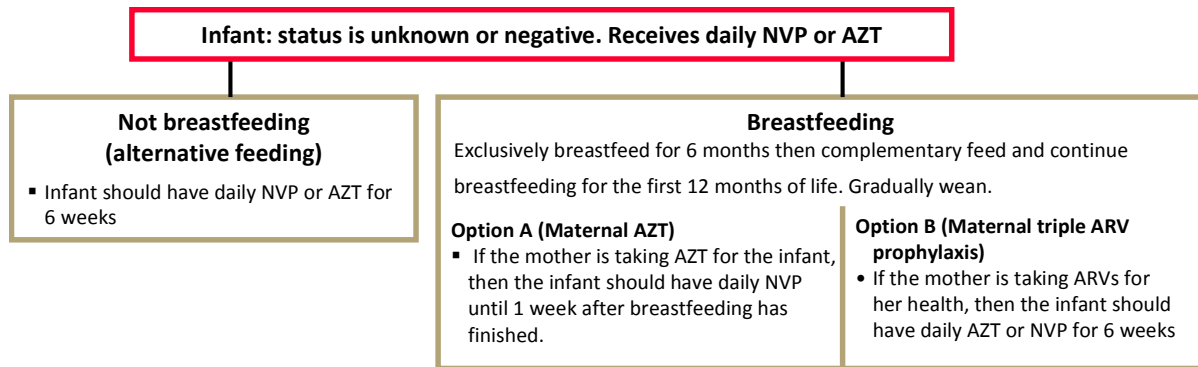 Infant: status is unknown or negative. Receives daily NVP or AZT
Not breastfeeding
(alternative feeding)
▪ Infant should have daily NVP or AZT for
6 weeks
Breastfeeding
Exclusively breastfeed for 6 months then complementary feed and continue
breastfeeding for the first 12 months of life. Gradually wean.
Option A (Maternal AZT)
▪ If the mother is taking AZT for the infant,
then the infant should have daily NVP
until 1 week after breastfeeding has
finished.
Option B (Maternal triple ARV
prophylaxis)
• If the mother is taking ARVs for
her health, then the infant should
have daily AZT or NVP for 6 weeks